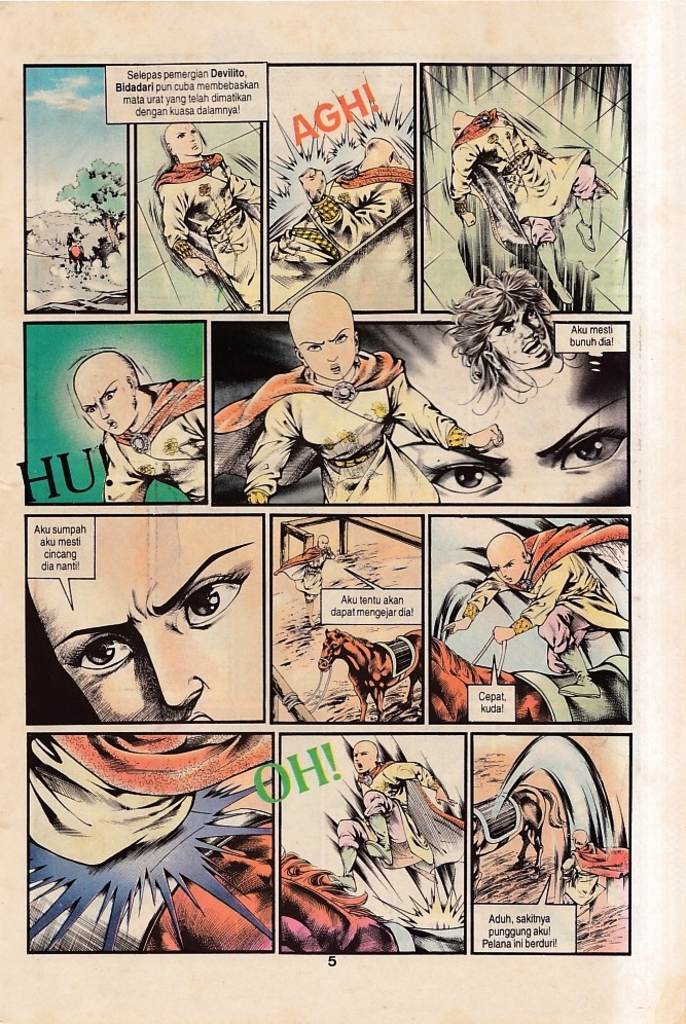 Selepas pemergian Devilito,
Bidadari pun cuba membebaskan
mata urat yang telah dimatikan
dengan kuasa dalamnya!
AGH!
HU
Aku mesti
bunuh dia!
Aku sumpah
aku mesti
cincang
dia nanti!
Aku tentu akan
dapat mengejar dia!
Cepat,
kuda!
OH!
Aduh, sakitnya
punggung aku!
Pelana ini berduri!
5